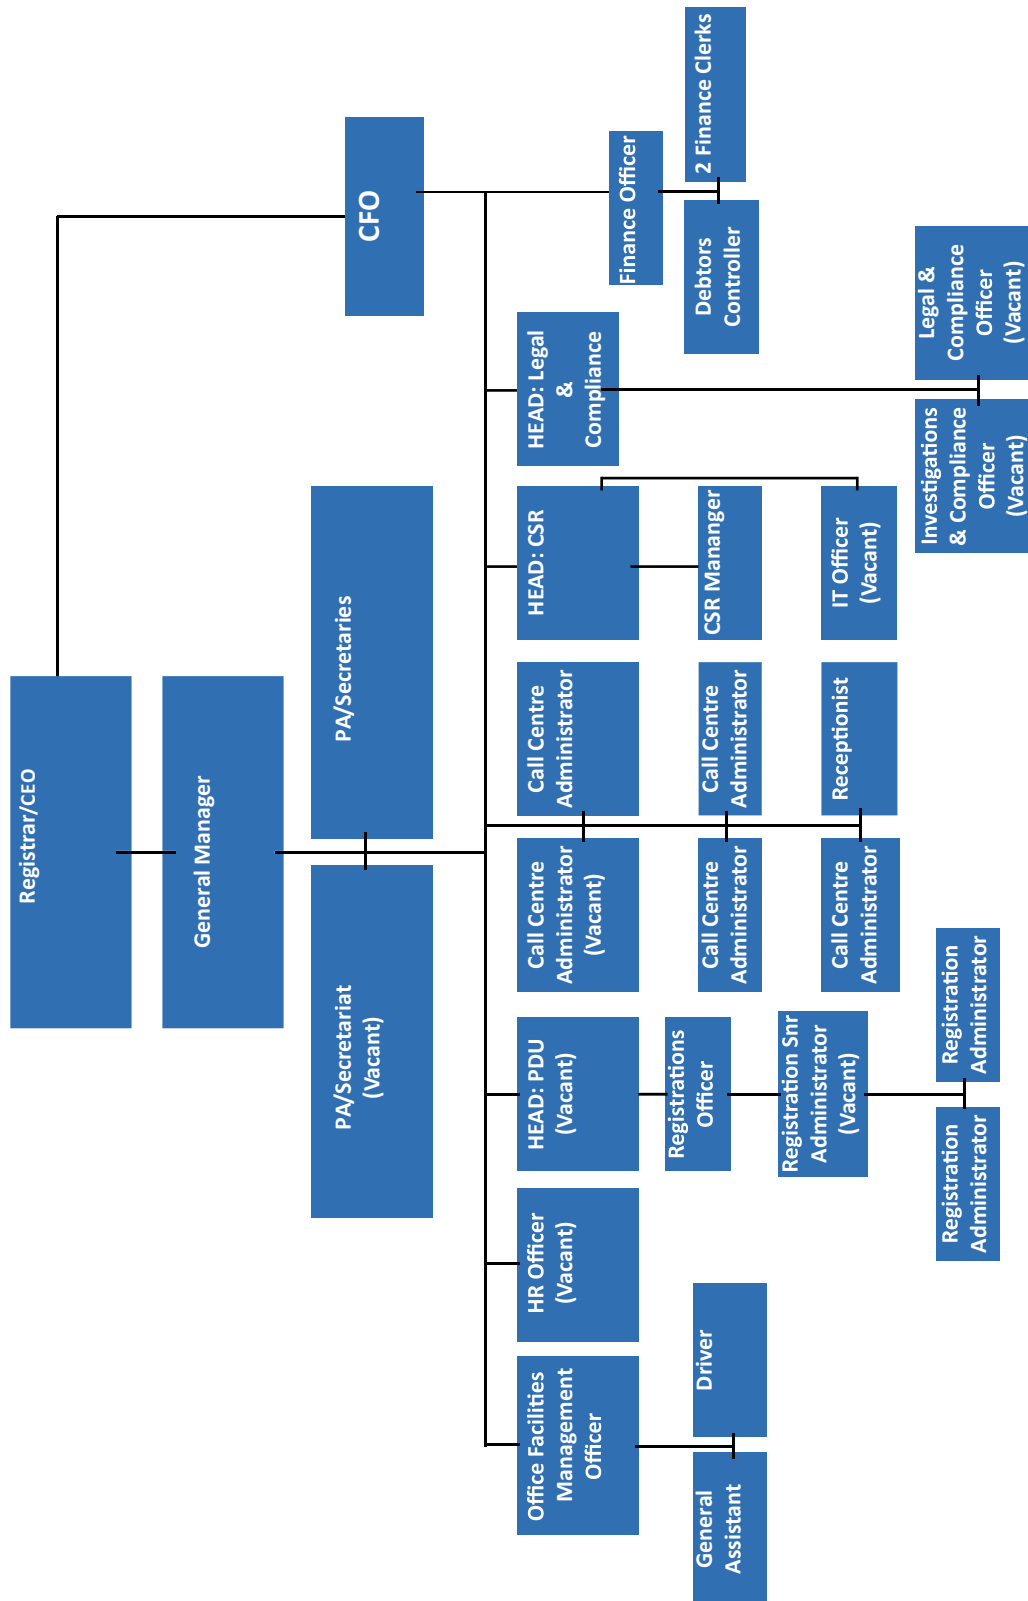 Registrar/CEO
General Manager
PA/Secretariat
(Vacant)
PA/Secretaries
CFO
Office Facilities
Management
Officer
HR Officer
(Vacant)
HEAD: PDU
(Vacant)
Call Centre
Administrator
(Vacant)
Call Centre
Administrator
HEAD: CSR
HEAD: Legal
&
Compliance
Finance Officer
General
Assistant
Driver
Registrations
Officer
Call Centre
Administrator
Call Centre
Administrator
CSR Mananger
Debtors
Controller
2 Finance Clerks
Registration Snr
Administrator
(Vacant)
Call Centre
Administrator
Receptionist
IT Officer
(Vacant)
Registration
Administrator
Registration
Administrator
Investigations
& Compliance
Officer
(Vacant)
Legal &
Compliance
Officer
(Vacant)